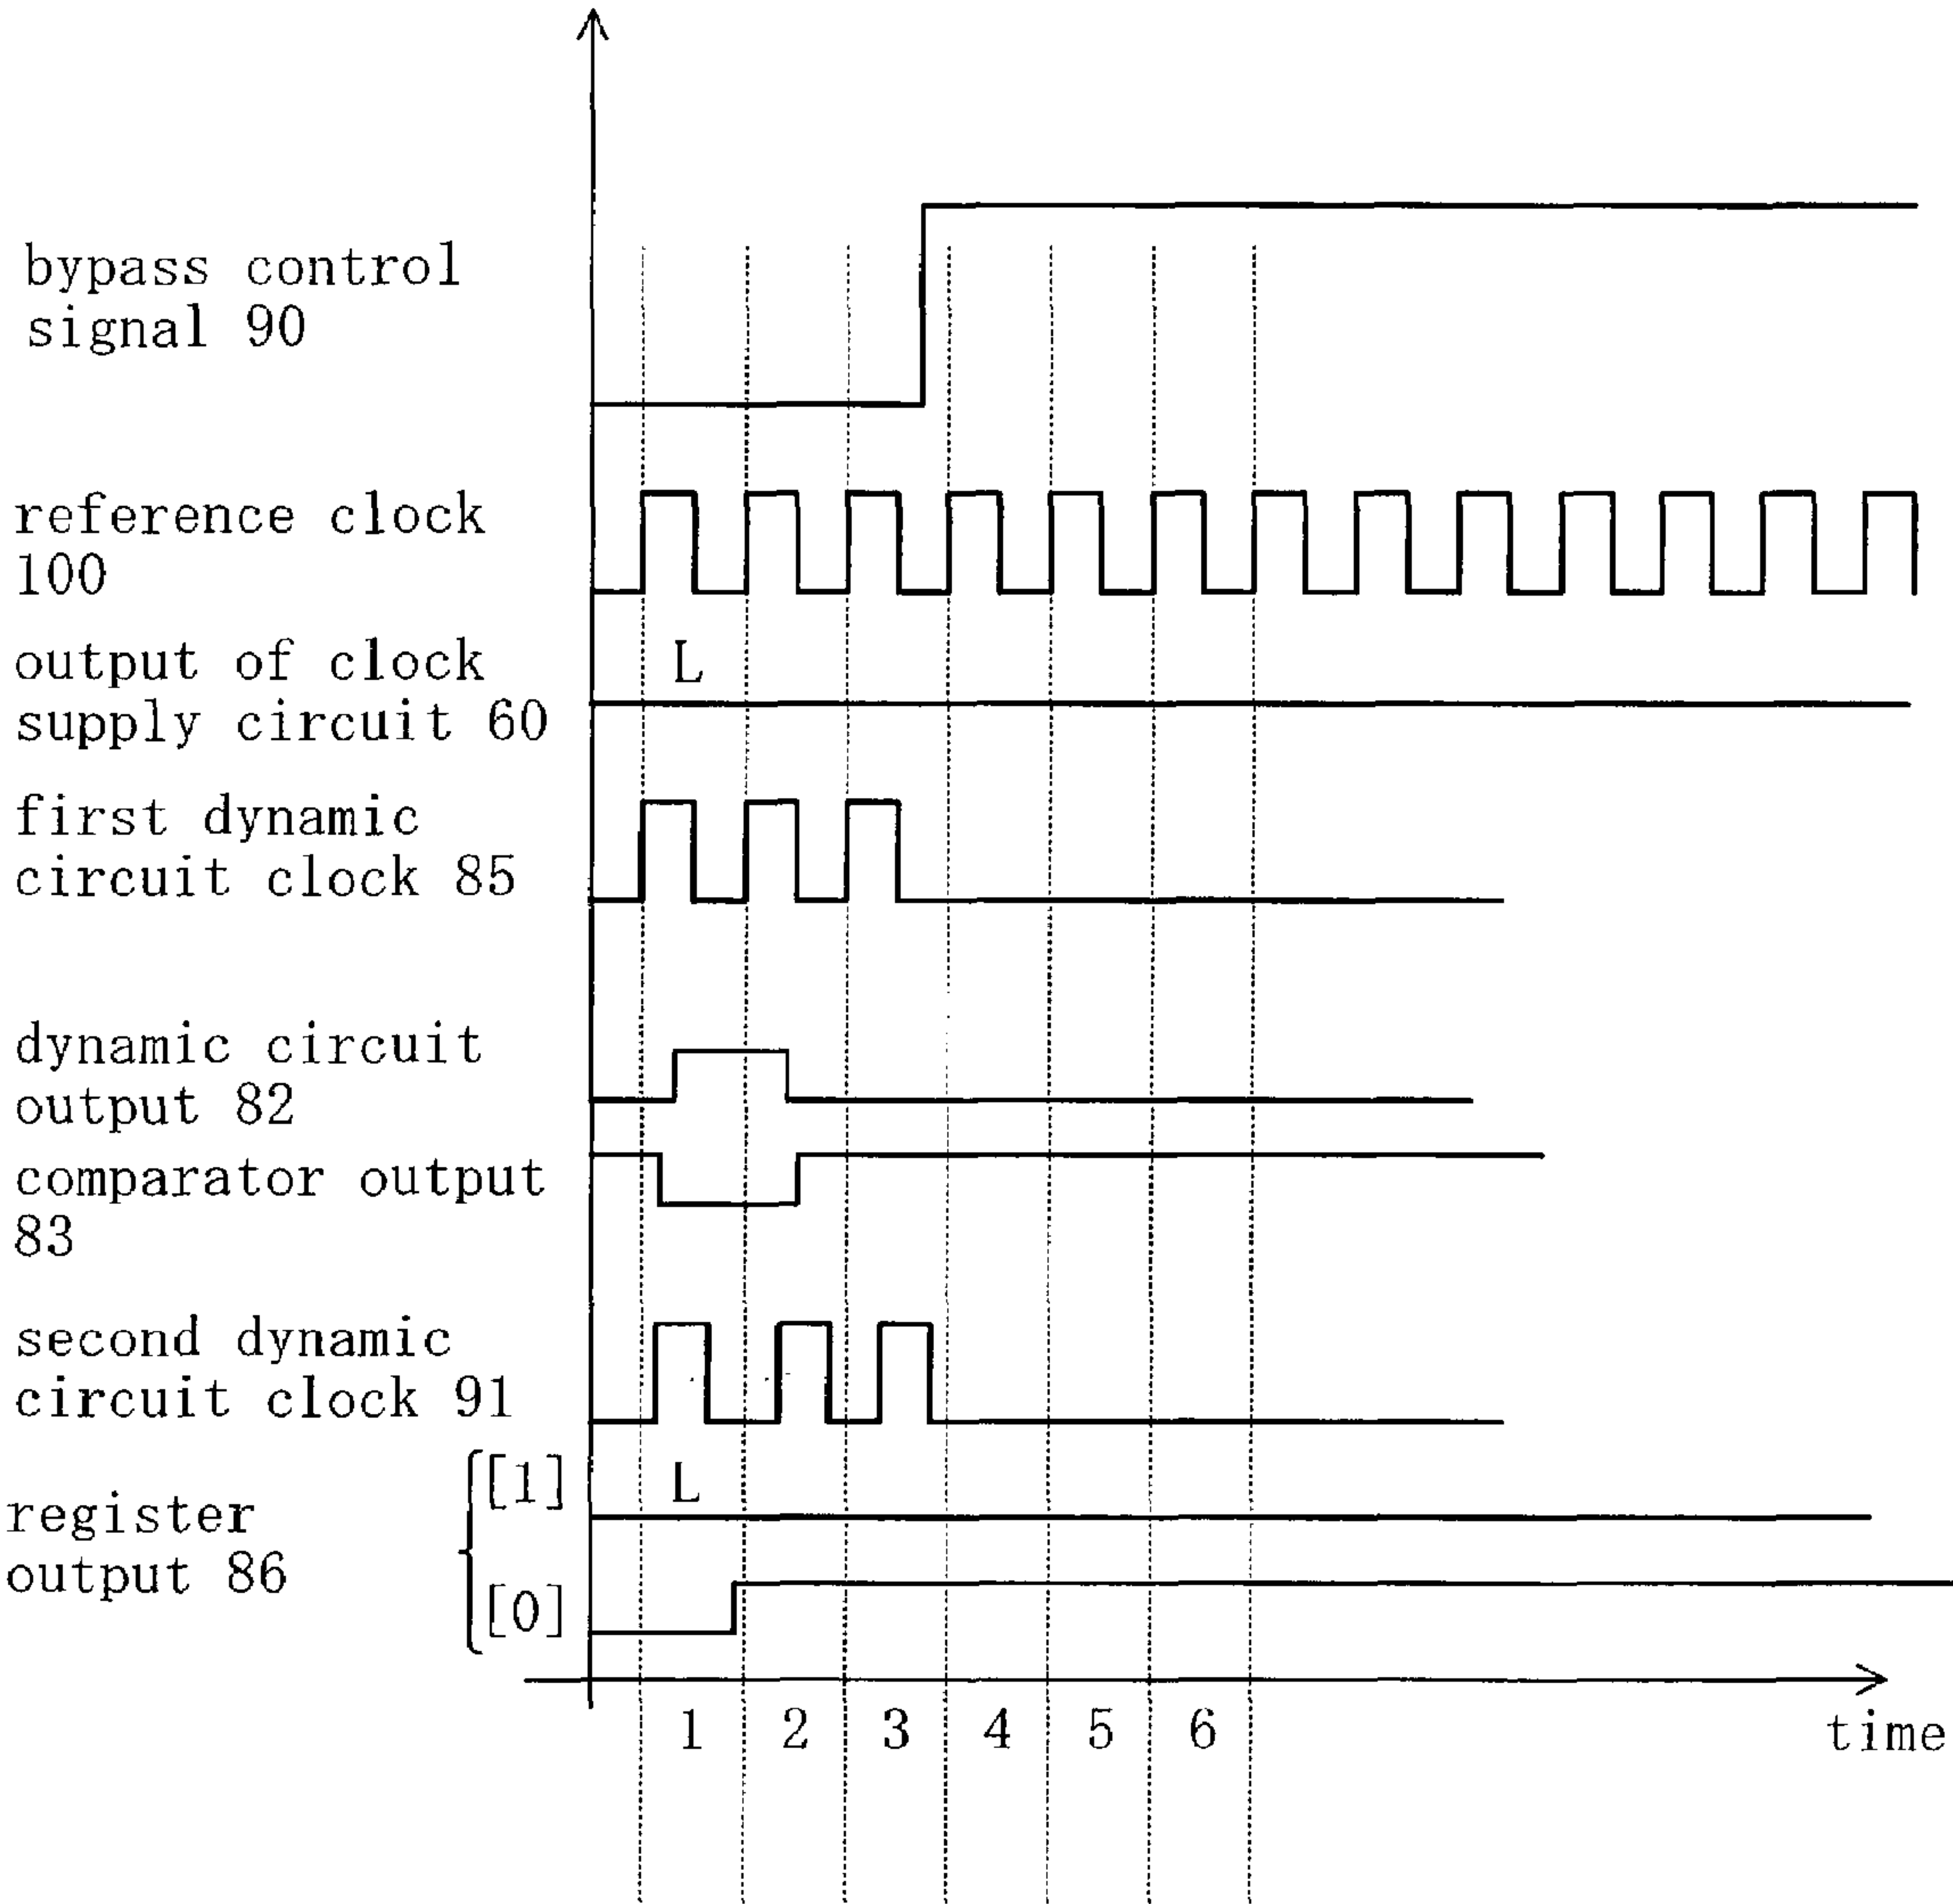 bypass control
signal 90
reference clock
100
output of clock
supply circuit 60
L
first dynamic
circuit clock 85
dynamic circuit
output 82
comparator output
83
second dynamic
circuit clock 91
register
output 86
[1]
L
[0]
1 2 3 4 5 6
time